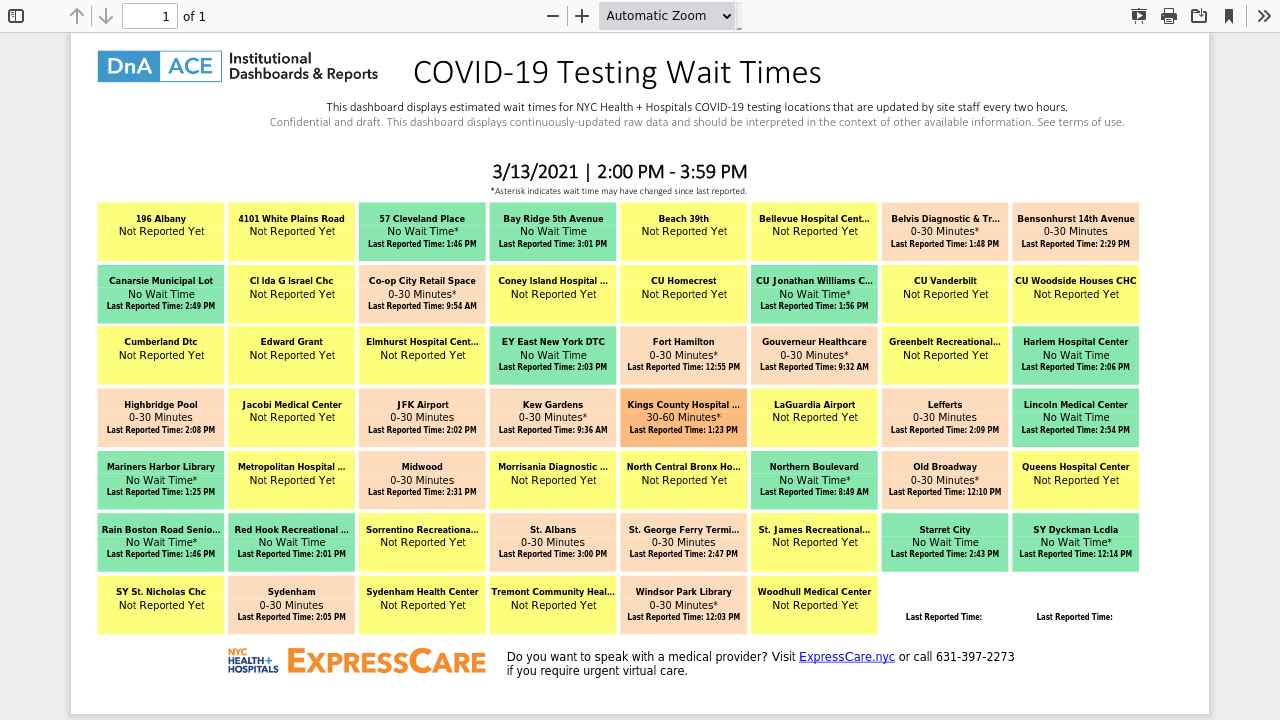 1 of 1 Automatic Zoom
DnA ACE Institutional Dashboards & Reports
COVID-19 Testing Wait Times
This dashboard displays estimated wait times for NYC Health + Hospitals COVID-19 testing locations that are updated by site staff every two hours.
Confidential and draft. This dashboard displays continuously-updated raw data and should be interpreted in the context of other available information. See terms of use.
3/13/2021 | 2:00 PM - 3:59 PM
*Asterisk indicates wait time may have changed since last reported.
196 Albany
Not Reported Yet
4101 White Plains Road
Not Reported Yet
57 Cleveland Place
No Wait Time*
Last Reported Time: 1:46 PM
Bay Ridge 5th Avenue
No Wait Time
Last Reported Time: 3:01 PM
Beach 39th
Not Reported Yet
Bellevue Hospital Cent...
Not Reported Yet
Belvis Diagnostic & Tr...
0-30 Minutes*
Last Reported Time: 1:48 PM
Bensonhurst 14th Avenue
0-30 Minutes
Last Reported Time: 2:29 PM
Canarsie Municipal Lot
No Wait Time
Last Reported Time: 2:49 PM
CI Ida G Israel Chc
Not Reported Yet
Co-op City Retail Space
0-30 Minutes*
Last Reported Time: 9:54 AM
Coney Island Hospital ...
Not Reported Yet
CU Homecrest
Not Reported Yet
CU Jonathan Williams C...
No Wait Time*
Last Reported Time: 1:56 PM
CU Vanderbilt
Not Reported Yet
CU Woodside Houses CHC
Not Reported Yet
Cumberland Dtc
Not Reported Yet
Edward Grant
Not Reported Yet
Elmhurst Hospital Cent...
Not Reported Yet
EY East New York DTC
No Wait Time
Last Reported Time: 2:03 PM
Fort Hamilton
0-30 Minutes*
Last Reported Time: 12:55 PM
Gouverneur Healthcare
0-30 Minutes*
Last Reported Time: 9:32 AM
Greenbelt Recreational...
Not Reported Yet
Harlem Hospital Center
No Wait Time
Last Reported Time: 2:06 PM
Highbridge Pool
0-30 Minutes
Last Reported Time: 2:08 PM
Jacobi Medical Center
Not Reported Yet
JFK Airport
0-30 Minutes
Last Reported Time: 2:02 PM
Kew Gardens
0-30 Minutes*
Last Reported Time: 9:36 AM
Kings County Hospital ...
30-60 Minutes*
Last Reported Time: 1:23 PM
LaGuardia Airport
Not Reported Yet
Lefferts
0-30 Minutes
Last Reported Time: 2:09 PM
Lincoln Medical Center
No Wait Time
Last Reported Time: 2:54 PM
Mariners Harbor Library
No Wait Time*
Last Reported Time: 1:25 PM
Metropolitan Hospital ...
Not Reported Yet
Midwood
0-30 Minutes
Last Reported Time: 2:31 PM
Morrisania Diagnostic ...
Not Reported Yet
North Central Bronx Ho...
Not Reported Yet
Northern Boulevard
No Wait Time*
Last Reported Time: 8:49 AM
Old Broadway
0-30 Minutes*
Last Reported Time: 12:10 PM
Queens Hospital Center
Not Reported Yet
Rain Boston Road Senio...
No Wait Time*
Last Reported Time: 1:46 PM
Red Hook Recreational ...
No Wait Time
Last Reported Time: 2:01 PM
Sorrentino Recreationa...
Not Reported Yet
St. Albans
0-30 Minutes
Last Reported Time: 3:00 PM
St. George Ferry Termi...
0-30 Minutes
Last Reported Time: 2:47 PM
St. James Recreational...
Not Reported Yet
Starret City
No Wait Time
Last Reported Time: 2:43 PM
SY Dyckman Lcdla
No Wait Time*
Last Reported Time: 12:14 PM
SY St. Nicholas Chc
Not Reported Yet
Sydenham
0-30 Minutes
Last Reported Time: 2:05 PM
Sydenham Health Center
Not Reported Yet
Tremont Community Heal...
Not Reported Yet
Windsor Park Library
0-30 Minutes*
Last Reported Time: 12:03 PM
Woodhull Medical Center
Not Reported Yet
Last Reported Time:
Last Reported Time:
NYC HEALTH+ HOSPITALS
EXPRESSCARE
Do you want to speak with a medical provider? Visit ExpressCare.nyc or call 631-397-2273
if you require urgent virtual care.